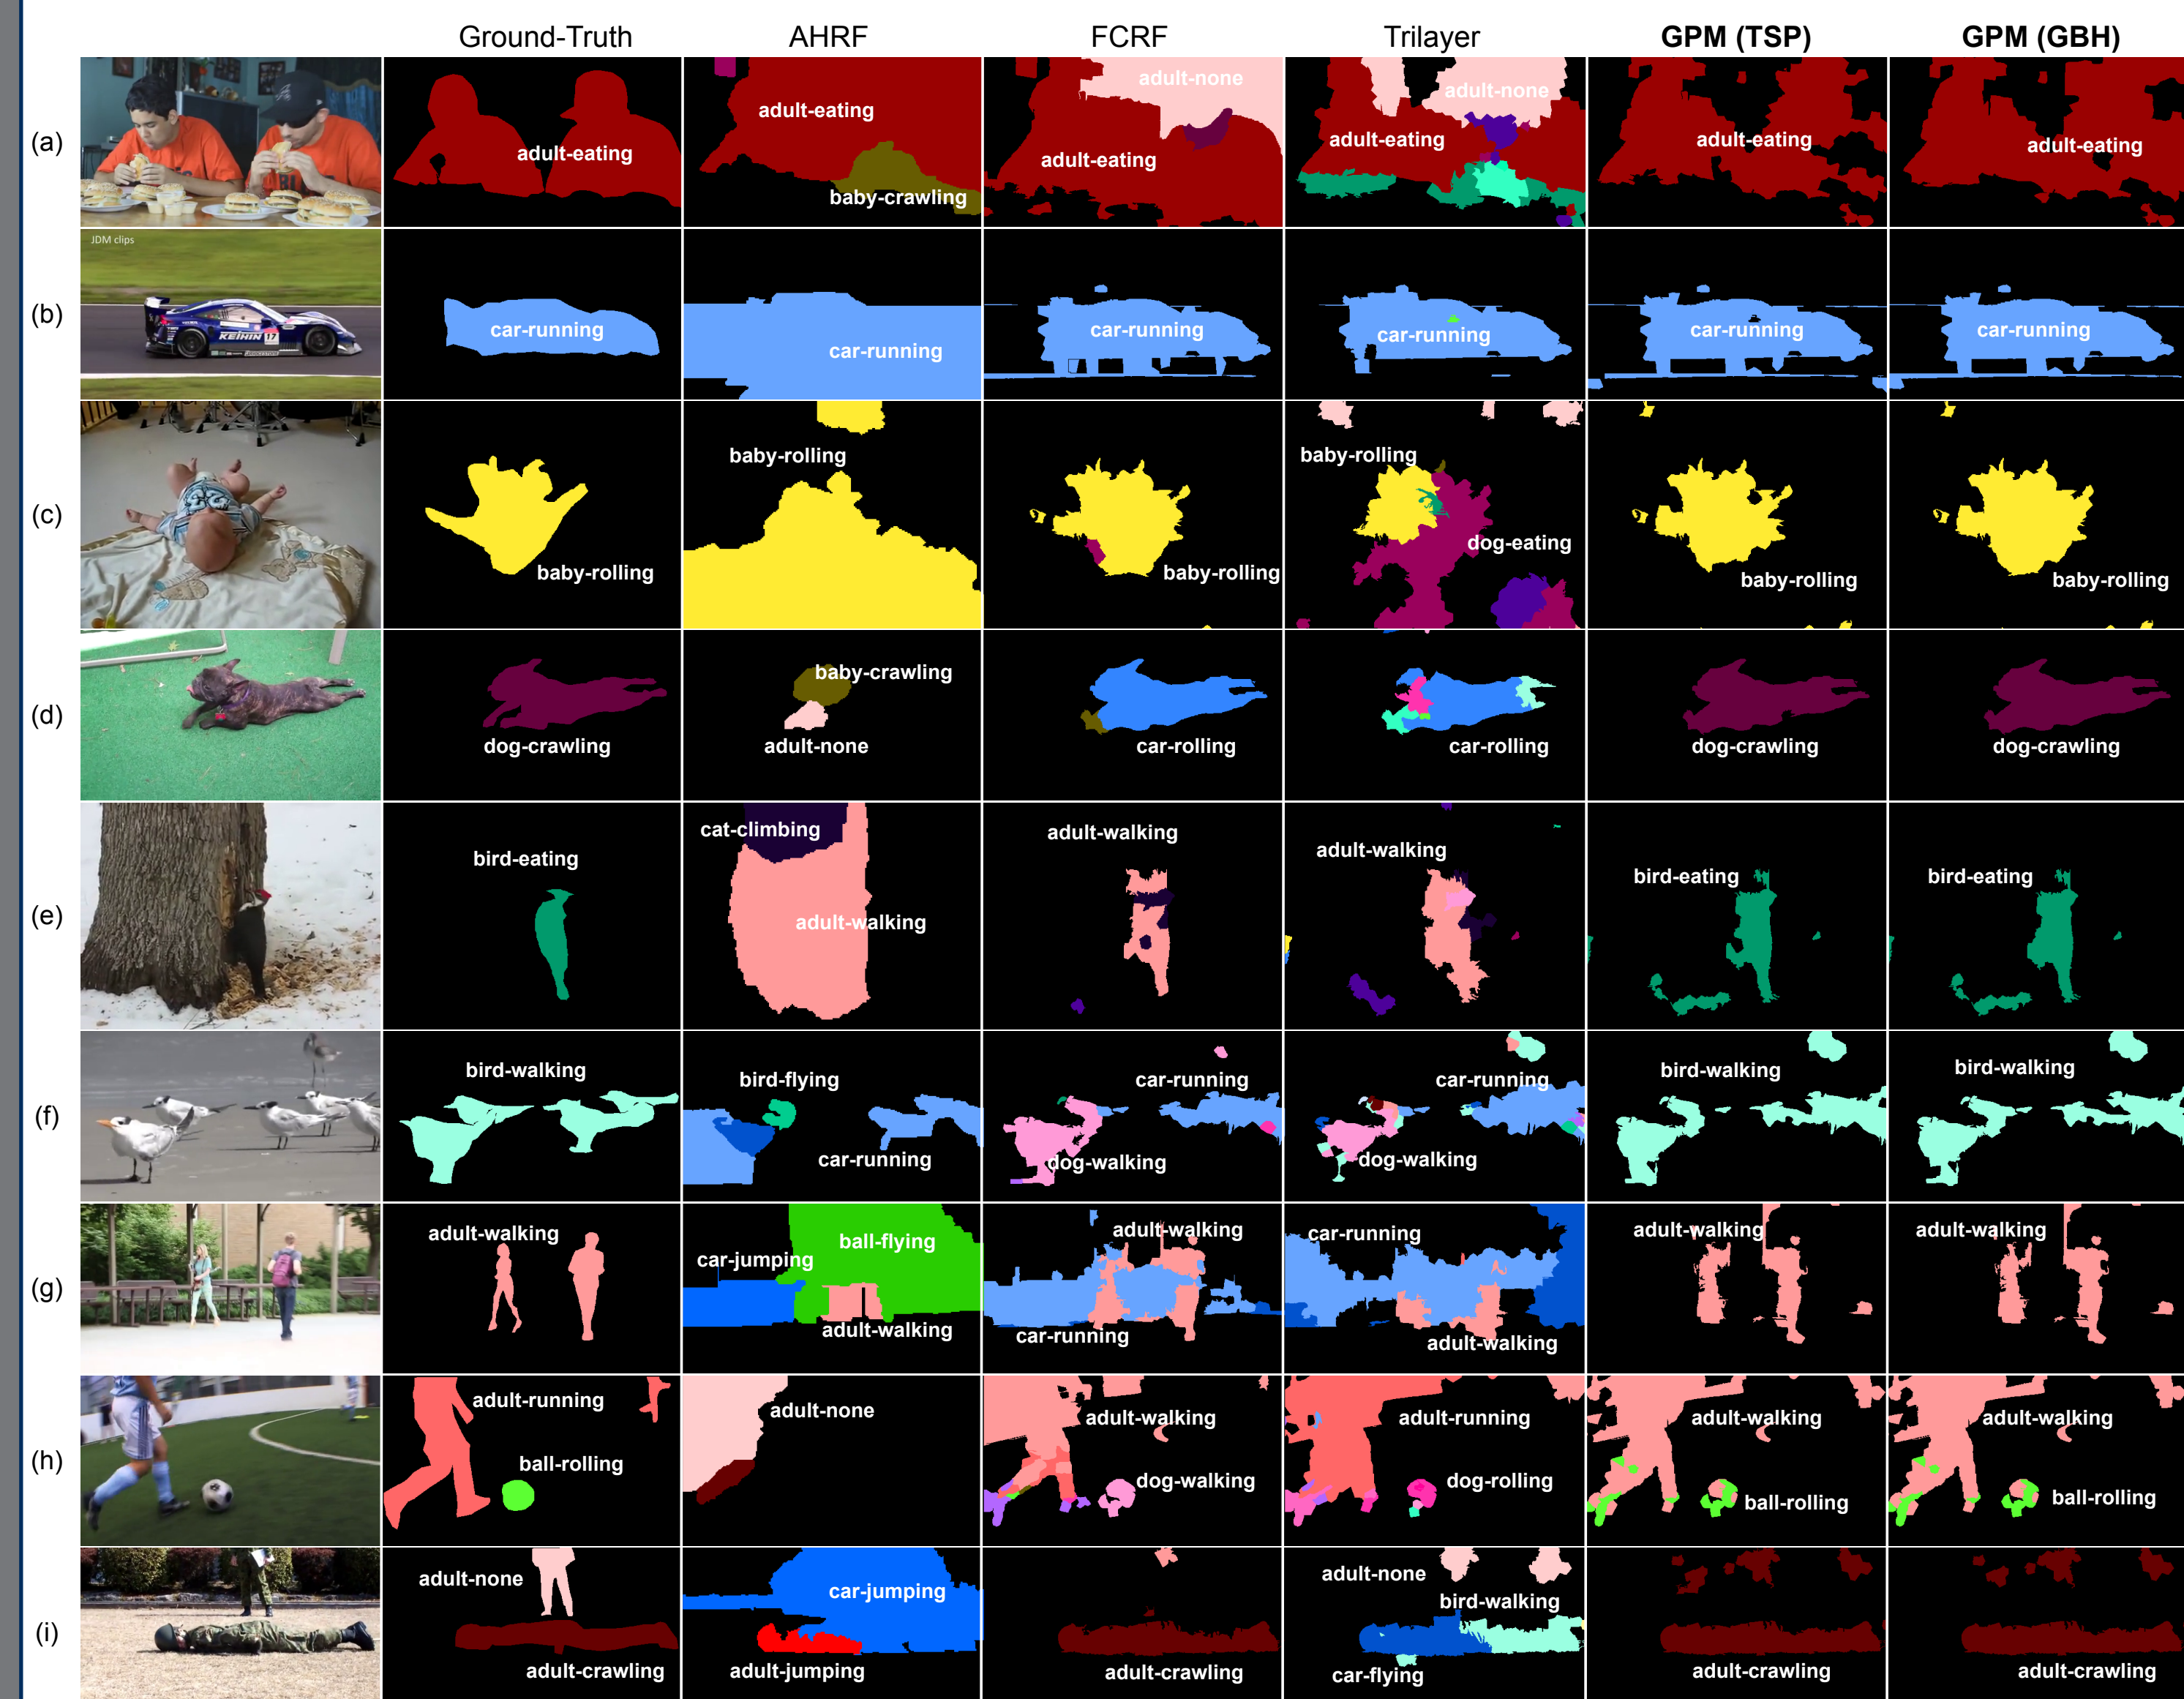 Ground-Truth AHRF FCRF Trilayer GPM (TSP) GPM (GBH)
(a)
adult-eating
adult-eating
baby-crawling
adult-none
adult-eating
adult-none
adult-eating
adult-eating
adult-eating
(b)
JDM clips
KEIHIN 17
car-running
car-running
car-running
car-running
car-running
car-running
(c)
baby-rolling
baby-rolling
baby-rolling
baby-rolling
dog-eating
baby-rolling
baby-rolling
(d)
dog-crawling
baby-crawling
adult-none
car-rolling
car-rolling
dog-crawling
dog-crawling
(e)
bird-eating
cat-climbing
adult-walking
adult-walking
adult-walking
bird-eating
bird-eating
(f)
bird-walking
bird-flying
car-running
car-running
dog-walking
car-running
dog-walking
bird-walking
bird-walking
(g)
adult-walking
car-jumping
ball-flying
adult-walking
adult-walking
car-running
car-running
adult-walking
adult-walking
adult-walking
(h)
adult-running
ball-rolling
adult-none
adult-walking
dog-walking
adult-running
dog-rolling
adult-walking
ball-rolling
adult-walking
ball-rolling
(i)
adult-none
adult-crawling
car-jumping
adult-jumping
adult-crawling
adult-none
bird-walking
car-flying
adult-crawling
adult-crawling